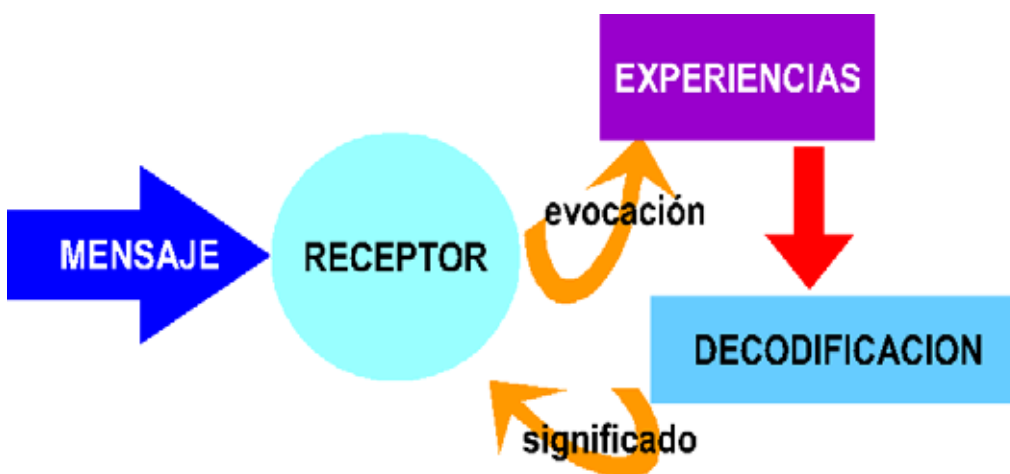 EXPERIENCIAS
evocación
MENSAJE
RECEPTOR
DECODIFICACION
significado